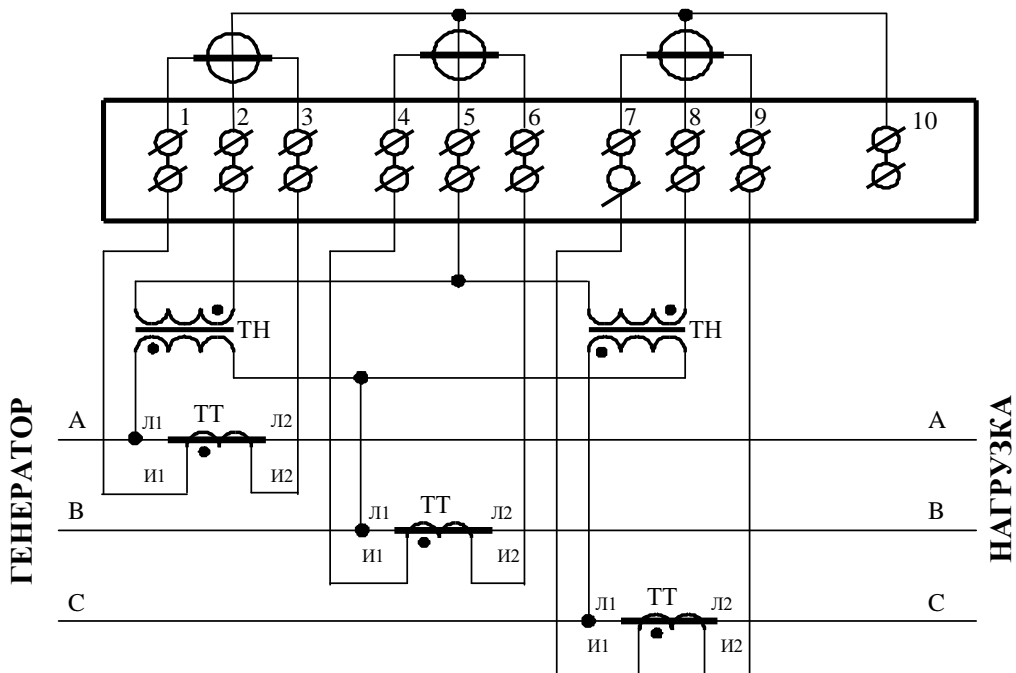 1 2 3 4 5 6 7 8 9 10
ТН ТН
А Л1 ТТ Л2 А
И1 И2
В Л1 ТТ Л2 В
И1 И2
С Л1 ТТ Л2 С
И1 И2
ГЕНЕРАТОР
НАГРУЗКА